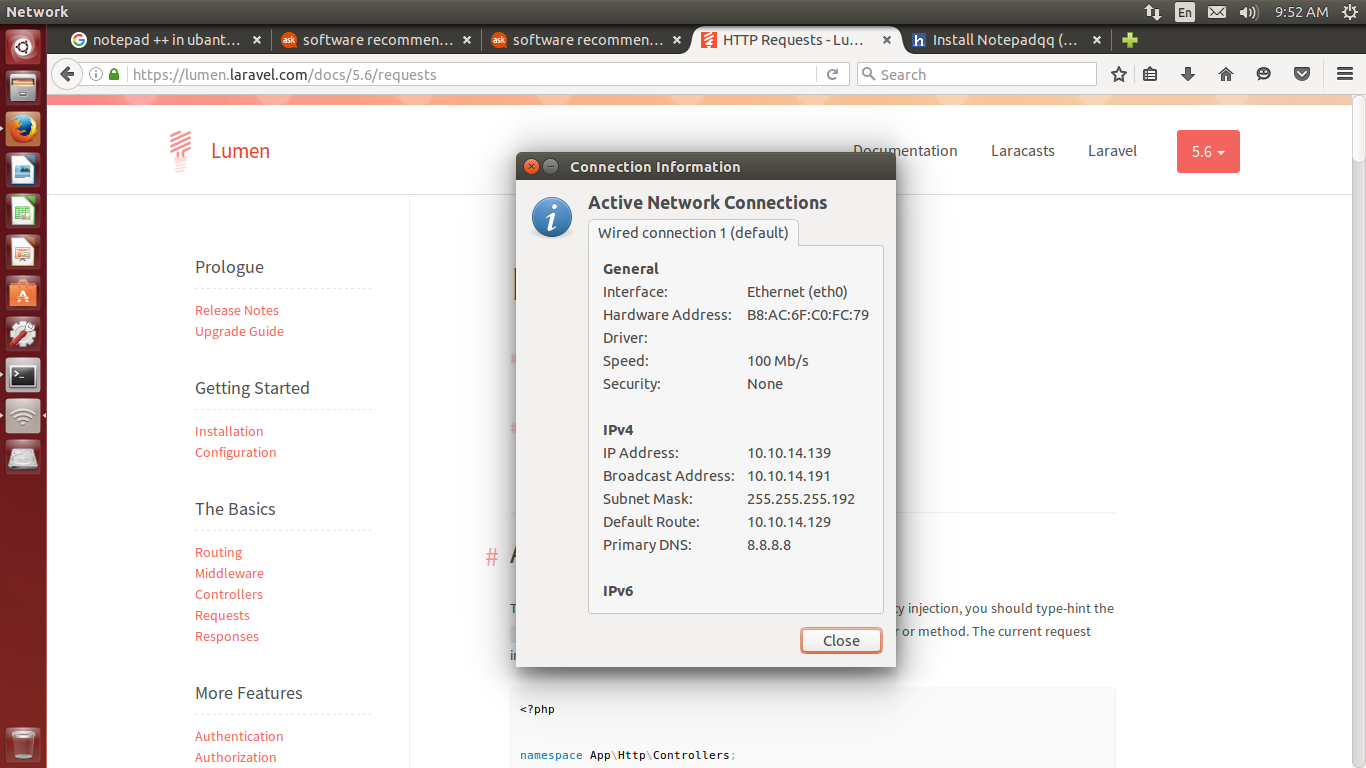 Network
En
9:52 AM
notepad ++ in ubant...
software recommen...
software recommen...
HTTP Requests - Lu...
Install Notepadqq (...
https://lumen.laravel.com/docs/5.6/requests
Search
Lumen
Documentation
Laracasts
Laravel
5.6
Prologue
Release Notes
Upgrade Guide
Getting Started
Installation
Configuration
The Basics
Routing
Middleware
Controllers
Requests
Responses
More Features
Authentication
Authorization
Connection Information
Active Network Connections
Wired connection 1 (default)
General
Interface: Ethernet (eth0)
Hardware Address: B8:AC:6F:C0:FC:79
Driver:
Speed: 100 Mb/s
Security: None
IPv4
IP Address: 10.10.14.139
Broadcast Address: 10.10.14.191
Subnet Mask: 255.255.255.192
Default Route: 10.10.14.129
Primary DNS: 8.8.8.8
IPv6
Close
#
injection, you should type-hint the
or method. The current request
<?php
namespace App\Http\Controllers;